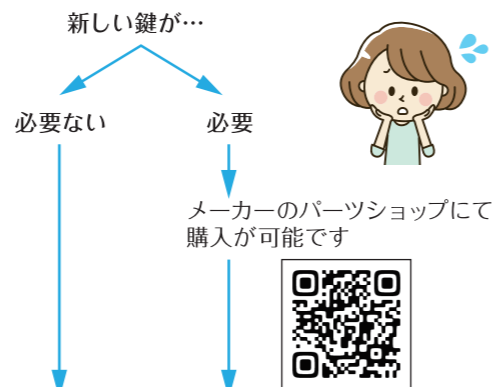 新しい鍵が…
必要ない
必要
メーカーのパーツショップにて
購入が可能です